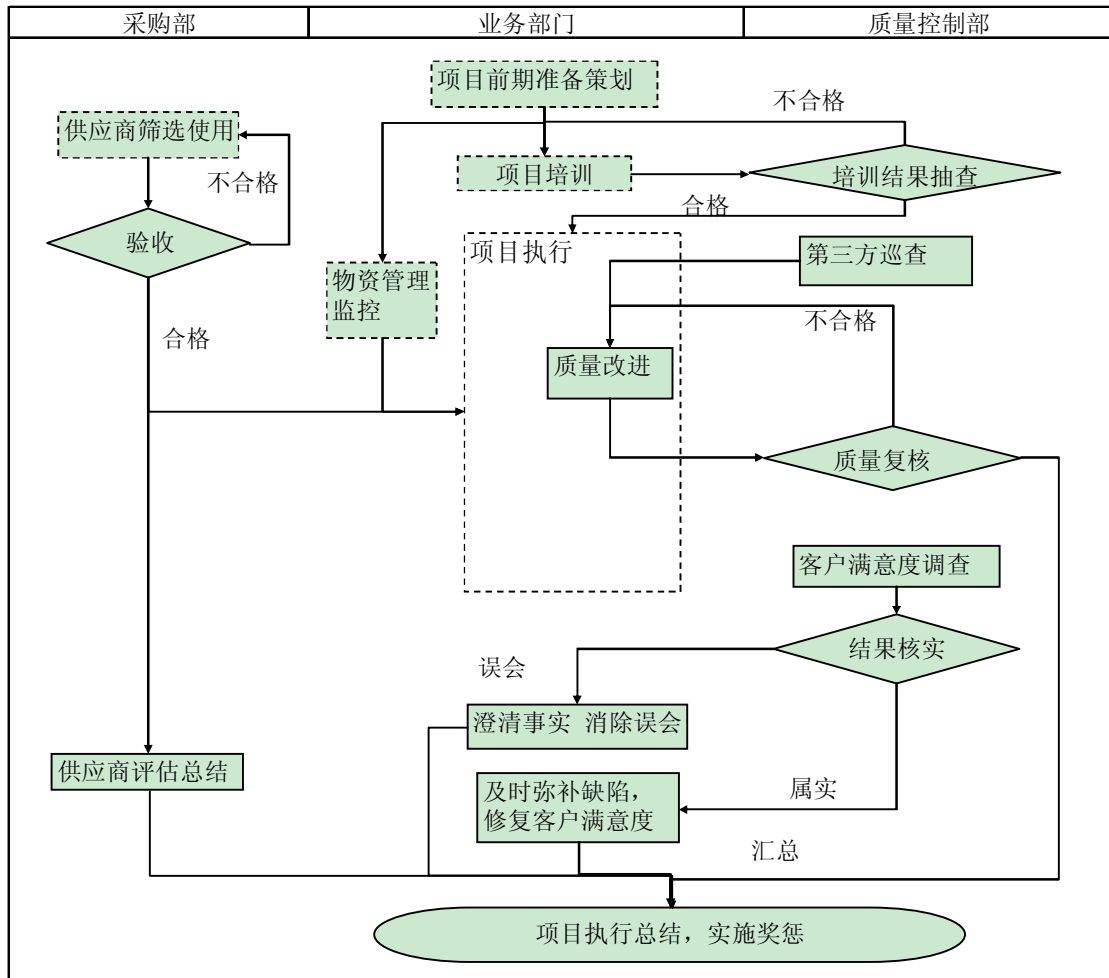 采购部
业务部门
质量控制部
项目前期准备策划
不合格
供应商筛选使用
不合格
项目培训
培训结果抽查
合格
验收
项目执行
第三方巡查
物资管理
监控
合格
不合格
质量改进
质量复核
客户满意度调查
结果核实
误会
澄清事实 消除误会
供应商评估总结
及时弥补缺陷，
修复客户满意度
属实
汇总
项目执行总结，实施奖惩